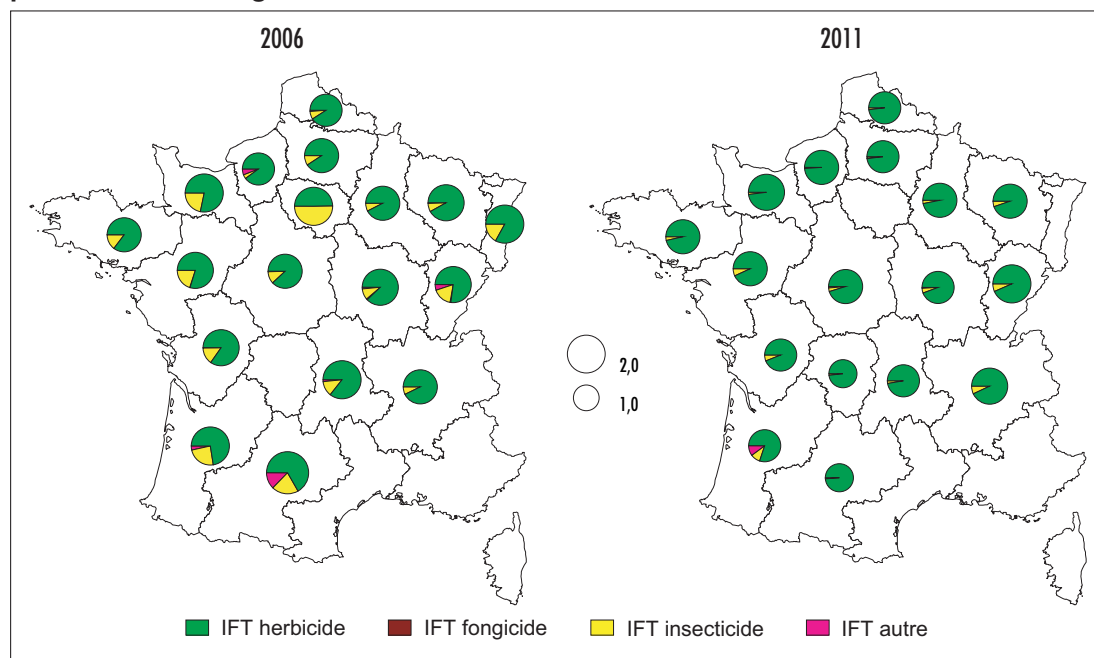 2006
2011
2,0
1,0
IFT herbicide
IFT fongicide
IFT insecticide
IFT autre